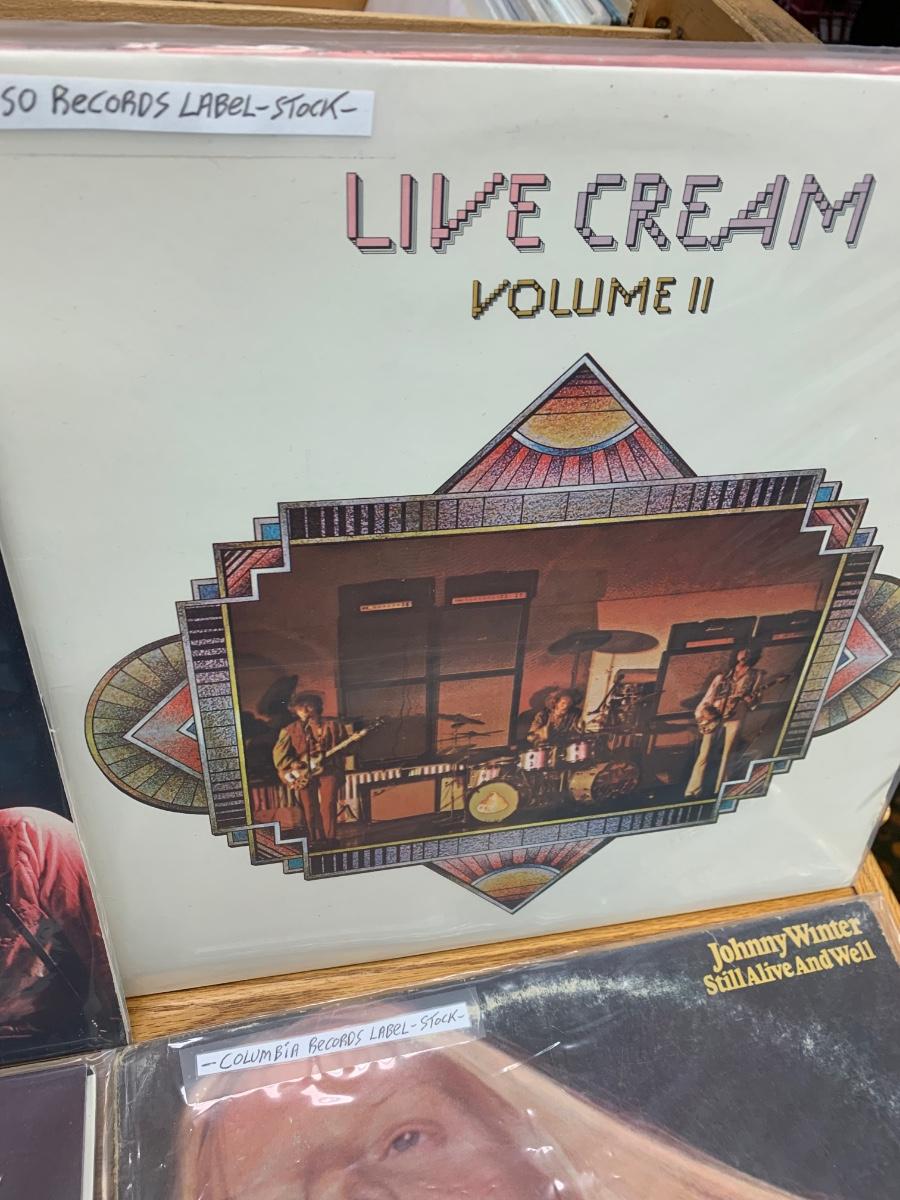 SO RECORDS LABEL-STOCK-
LIVE CREAM
VOLUME II
Johnny Winter
Still Alive And Well
-COLUMBIA RECORDS LABEL-STOCK-